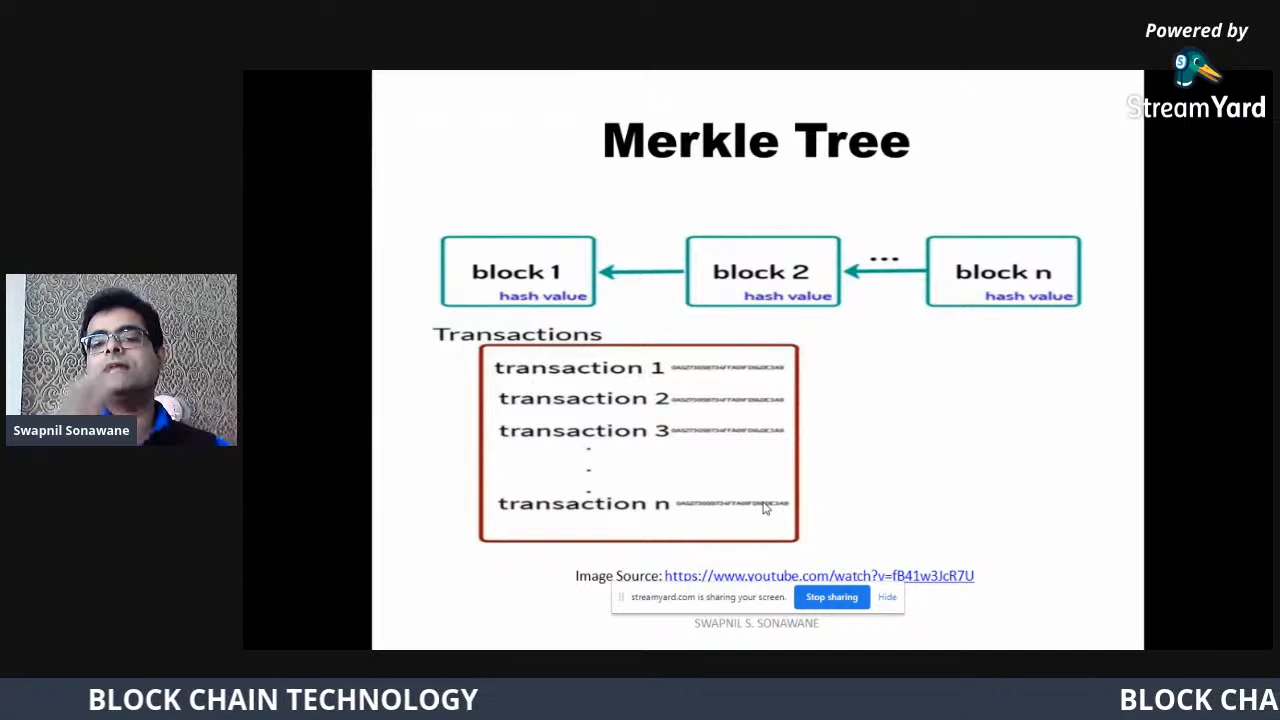 Powered by
StreamYard
Merkle Tree
...
block 1
block 2
block n
hash value
hash value
hash value
Transactions
transaction 1
transaction 2
transaction 3
.
.
.
transaction n
Swapnil Sonawane
Image Source: https://www.youtube.com/watch?v=fB41w3JcR7U
streamyard.com is sharing your screen.
Stop sharing
Hide
SWAPNIL S. SONAWANE
BLOCK CHAIN TECHNOLOGY
BLOCK CHA